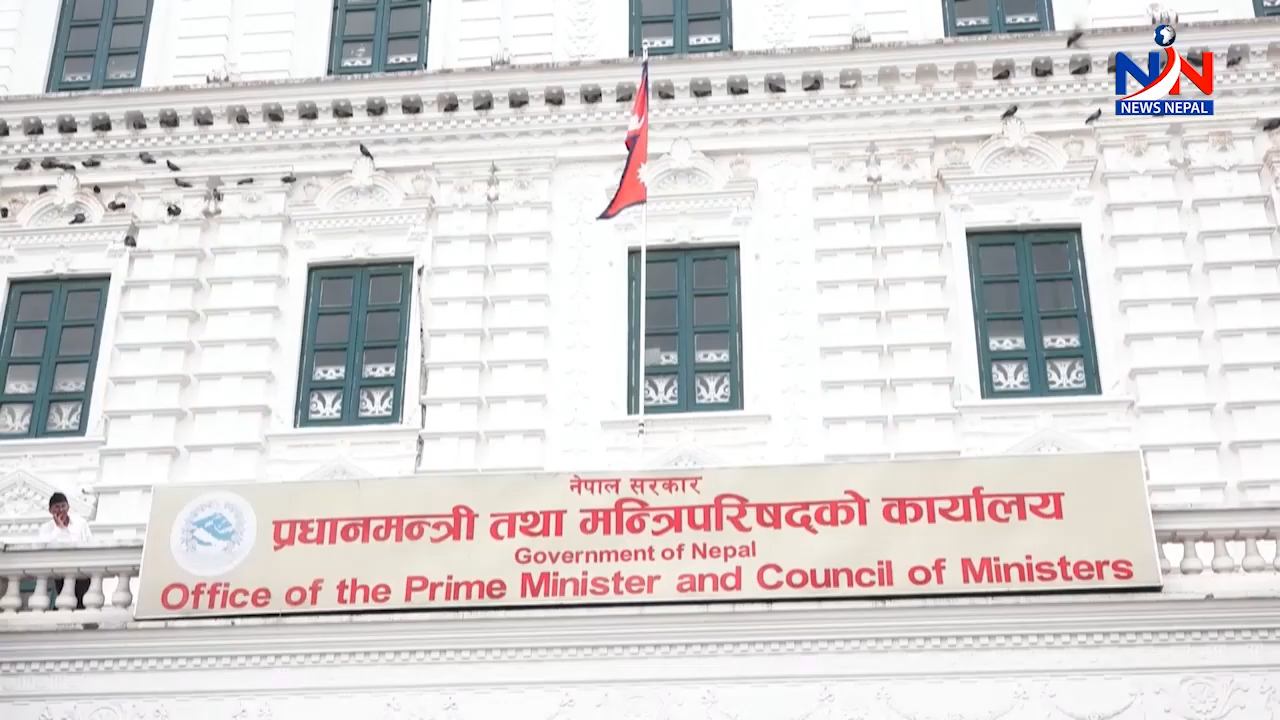 NN
NEWS NEPAL
नेपाल सरकार
प्रधानमन्त्री तथा मन्त्रिपरिषद्को कार्यालय
Government of Nepal
Office of the Prime Minister and Council of Ministers